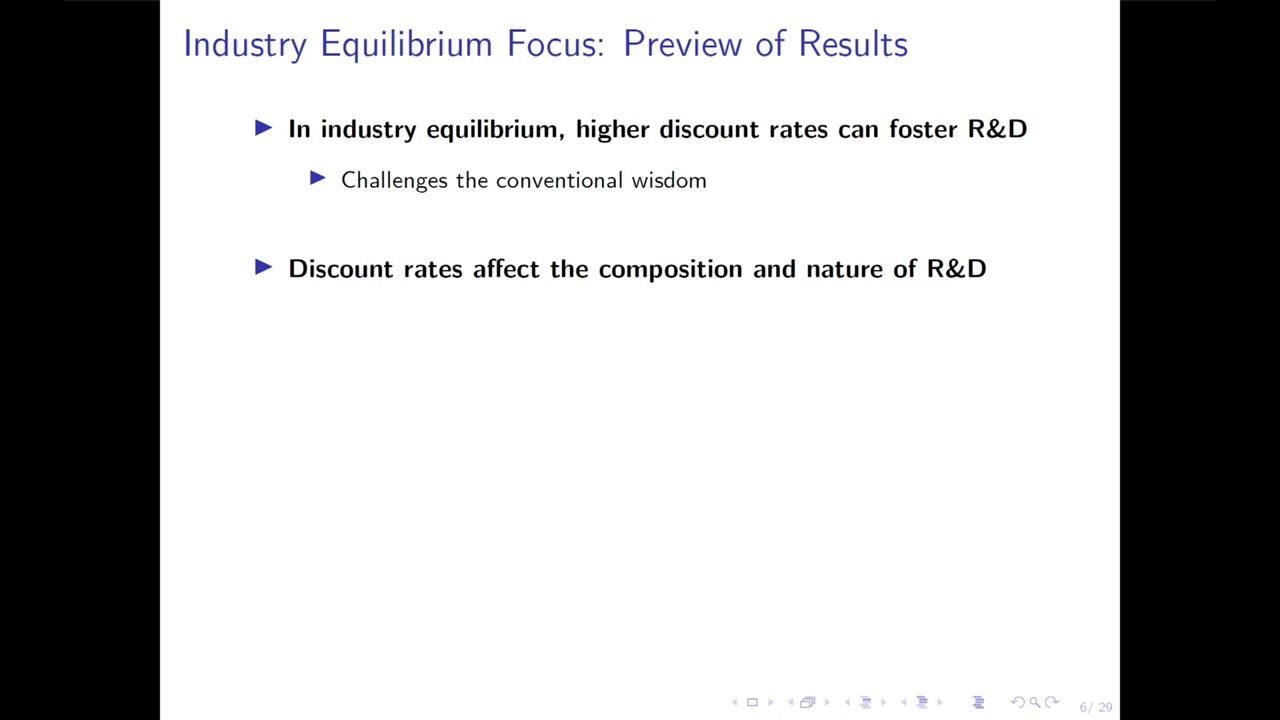 Industry Equilibrium Focus: Preview of Results
In industry equilibrium, higher discount rates can foster R&D
Challenges the conventional wisdom
Discount rates affect the composition and nature of R&D
6/ 29